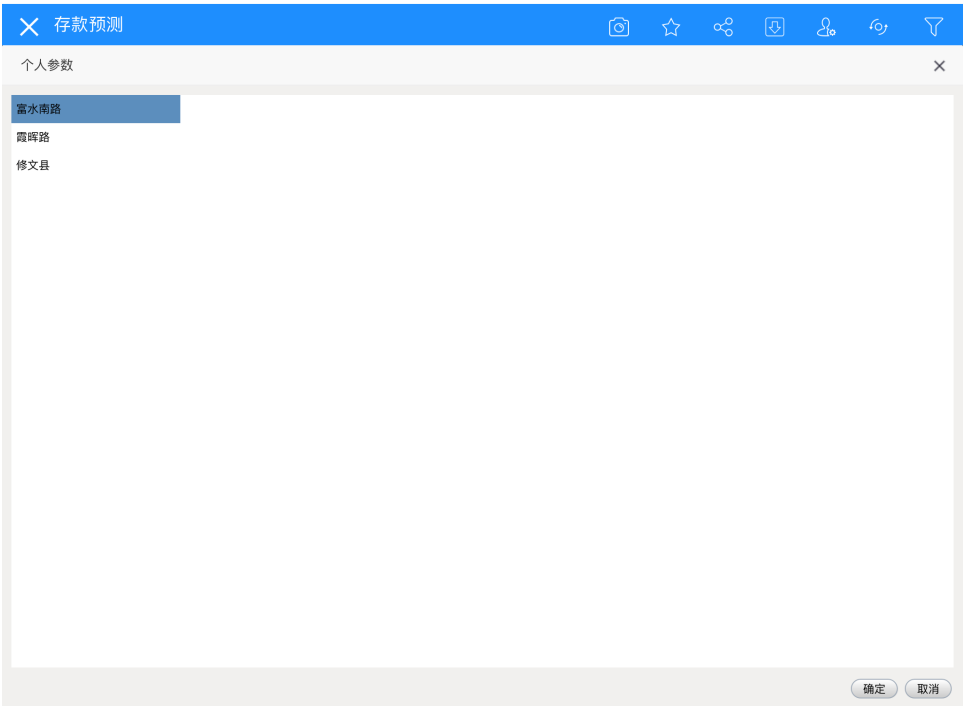 存款预测
个人参数
富水南路
霞晖路
修文县
确定 取消